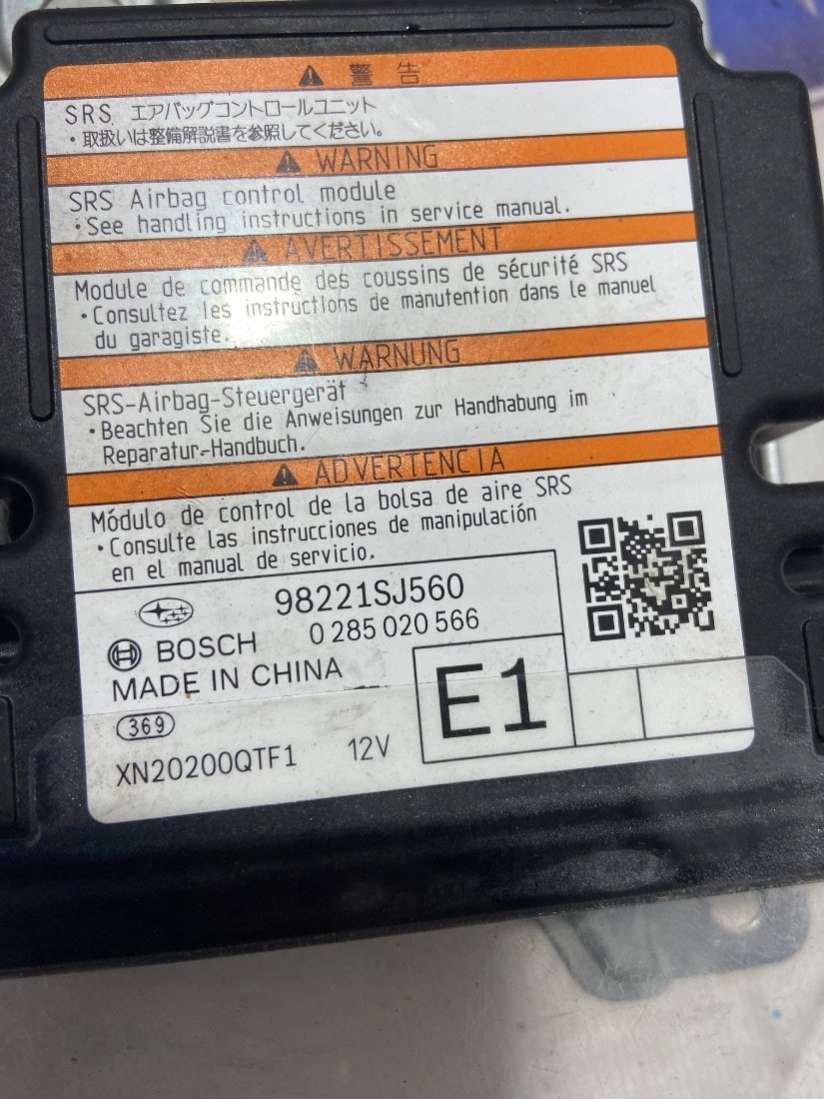 警告
SRS エアバッグコントロールユニット
・取扱いは整備解説書を参照してください。
WARNING
SRS Airbag control module
・See handling instructions in service manual.
AVERTISSEMENT
Module de commande des coussins de sécurité SRS
・Consultez les instructions de manutention dans le manuel
du garagiste.
WARNUNG
SRS-Airbag-Steuergerät
・Beachten Sie die Anweisungen zur Handhabung im
Reparatur-Handbuch.
ADVERTENCIA
Módulo de control de la bolsa de aire SRS
・Consulte las instrucciones de manipulación
en el manual de servicio.
98221SJ560
BOSCH 0 285 020 566
MADE IN CHINA
369
E1
XN20200QTF1 12V